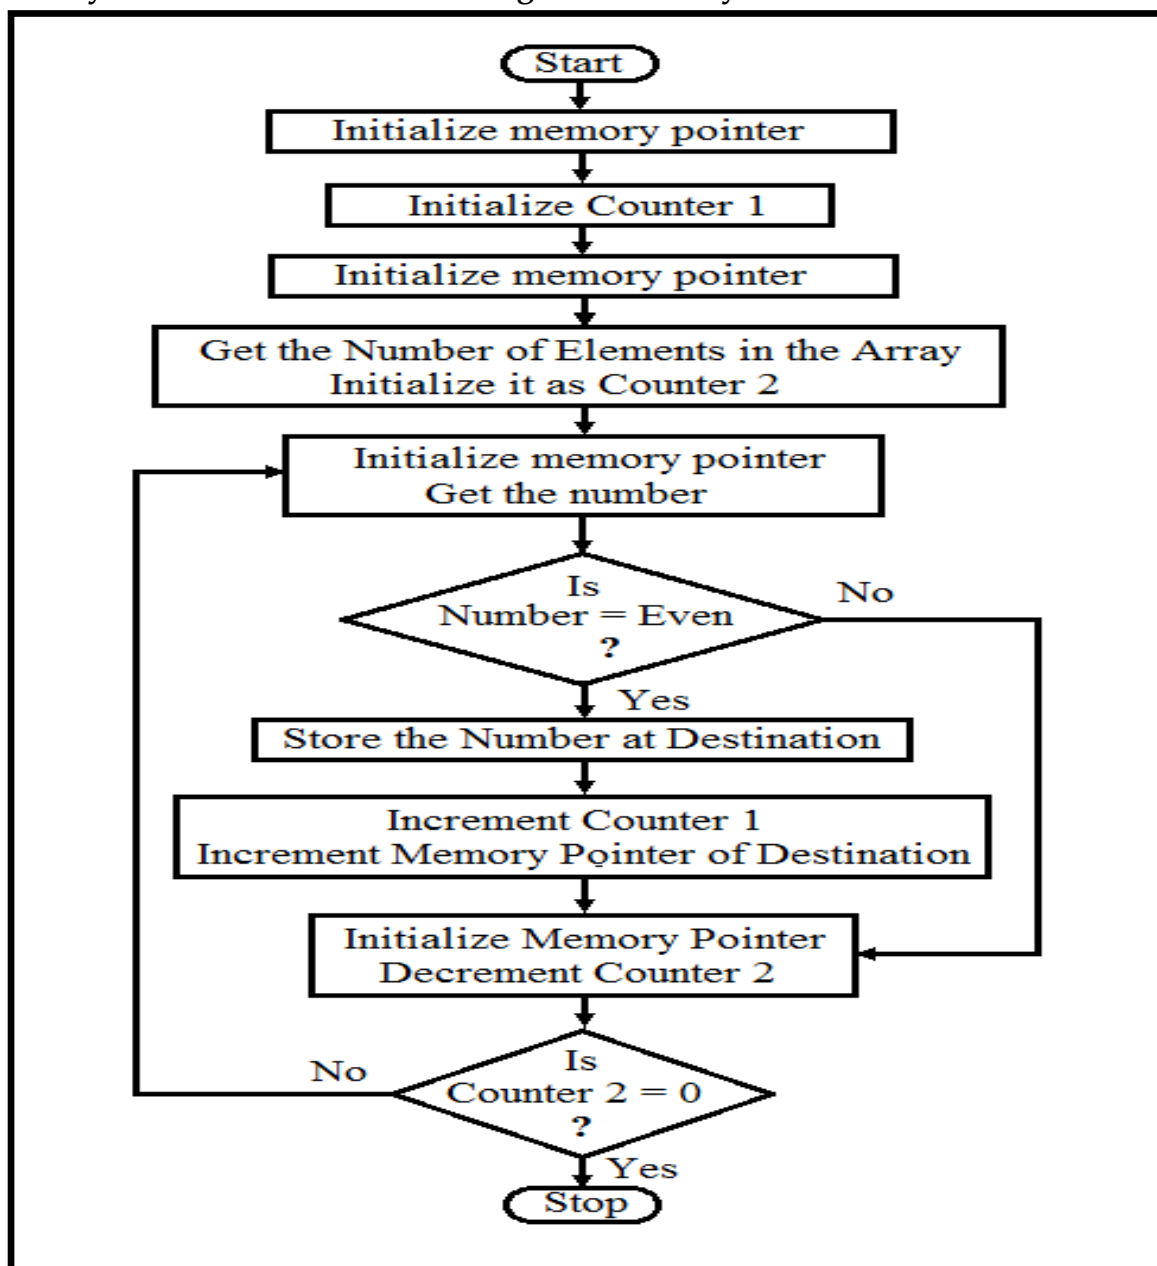 Start
Initialize memory pointer
Initialize Counter 1
Initialize memory pointer
Get the Number of Elements in the Array
Initialize it as Counter 2
Initialize memory pointer
Get the number
Is
Number = Even
?
No
Yes
Store the Number at Destination
Increment Counter 1
Increment Memory Pointer of Destination
Initialize Memory Pointer
Decrement Counter 2
Is
Counter 2 = 0
?
No
Yes
Stop